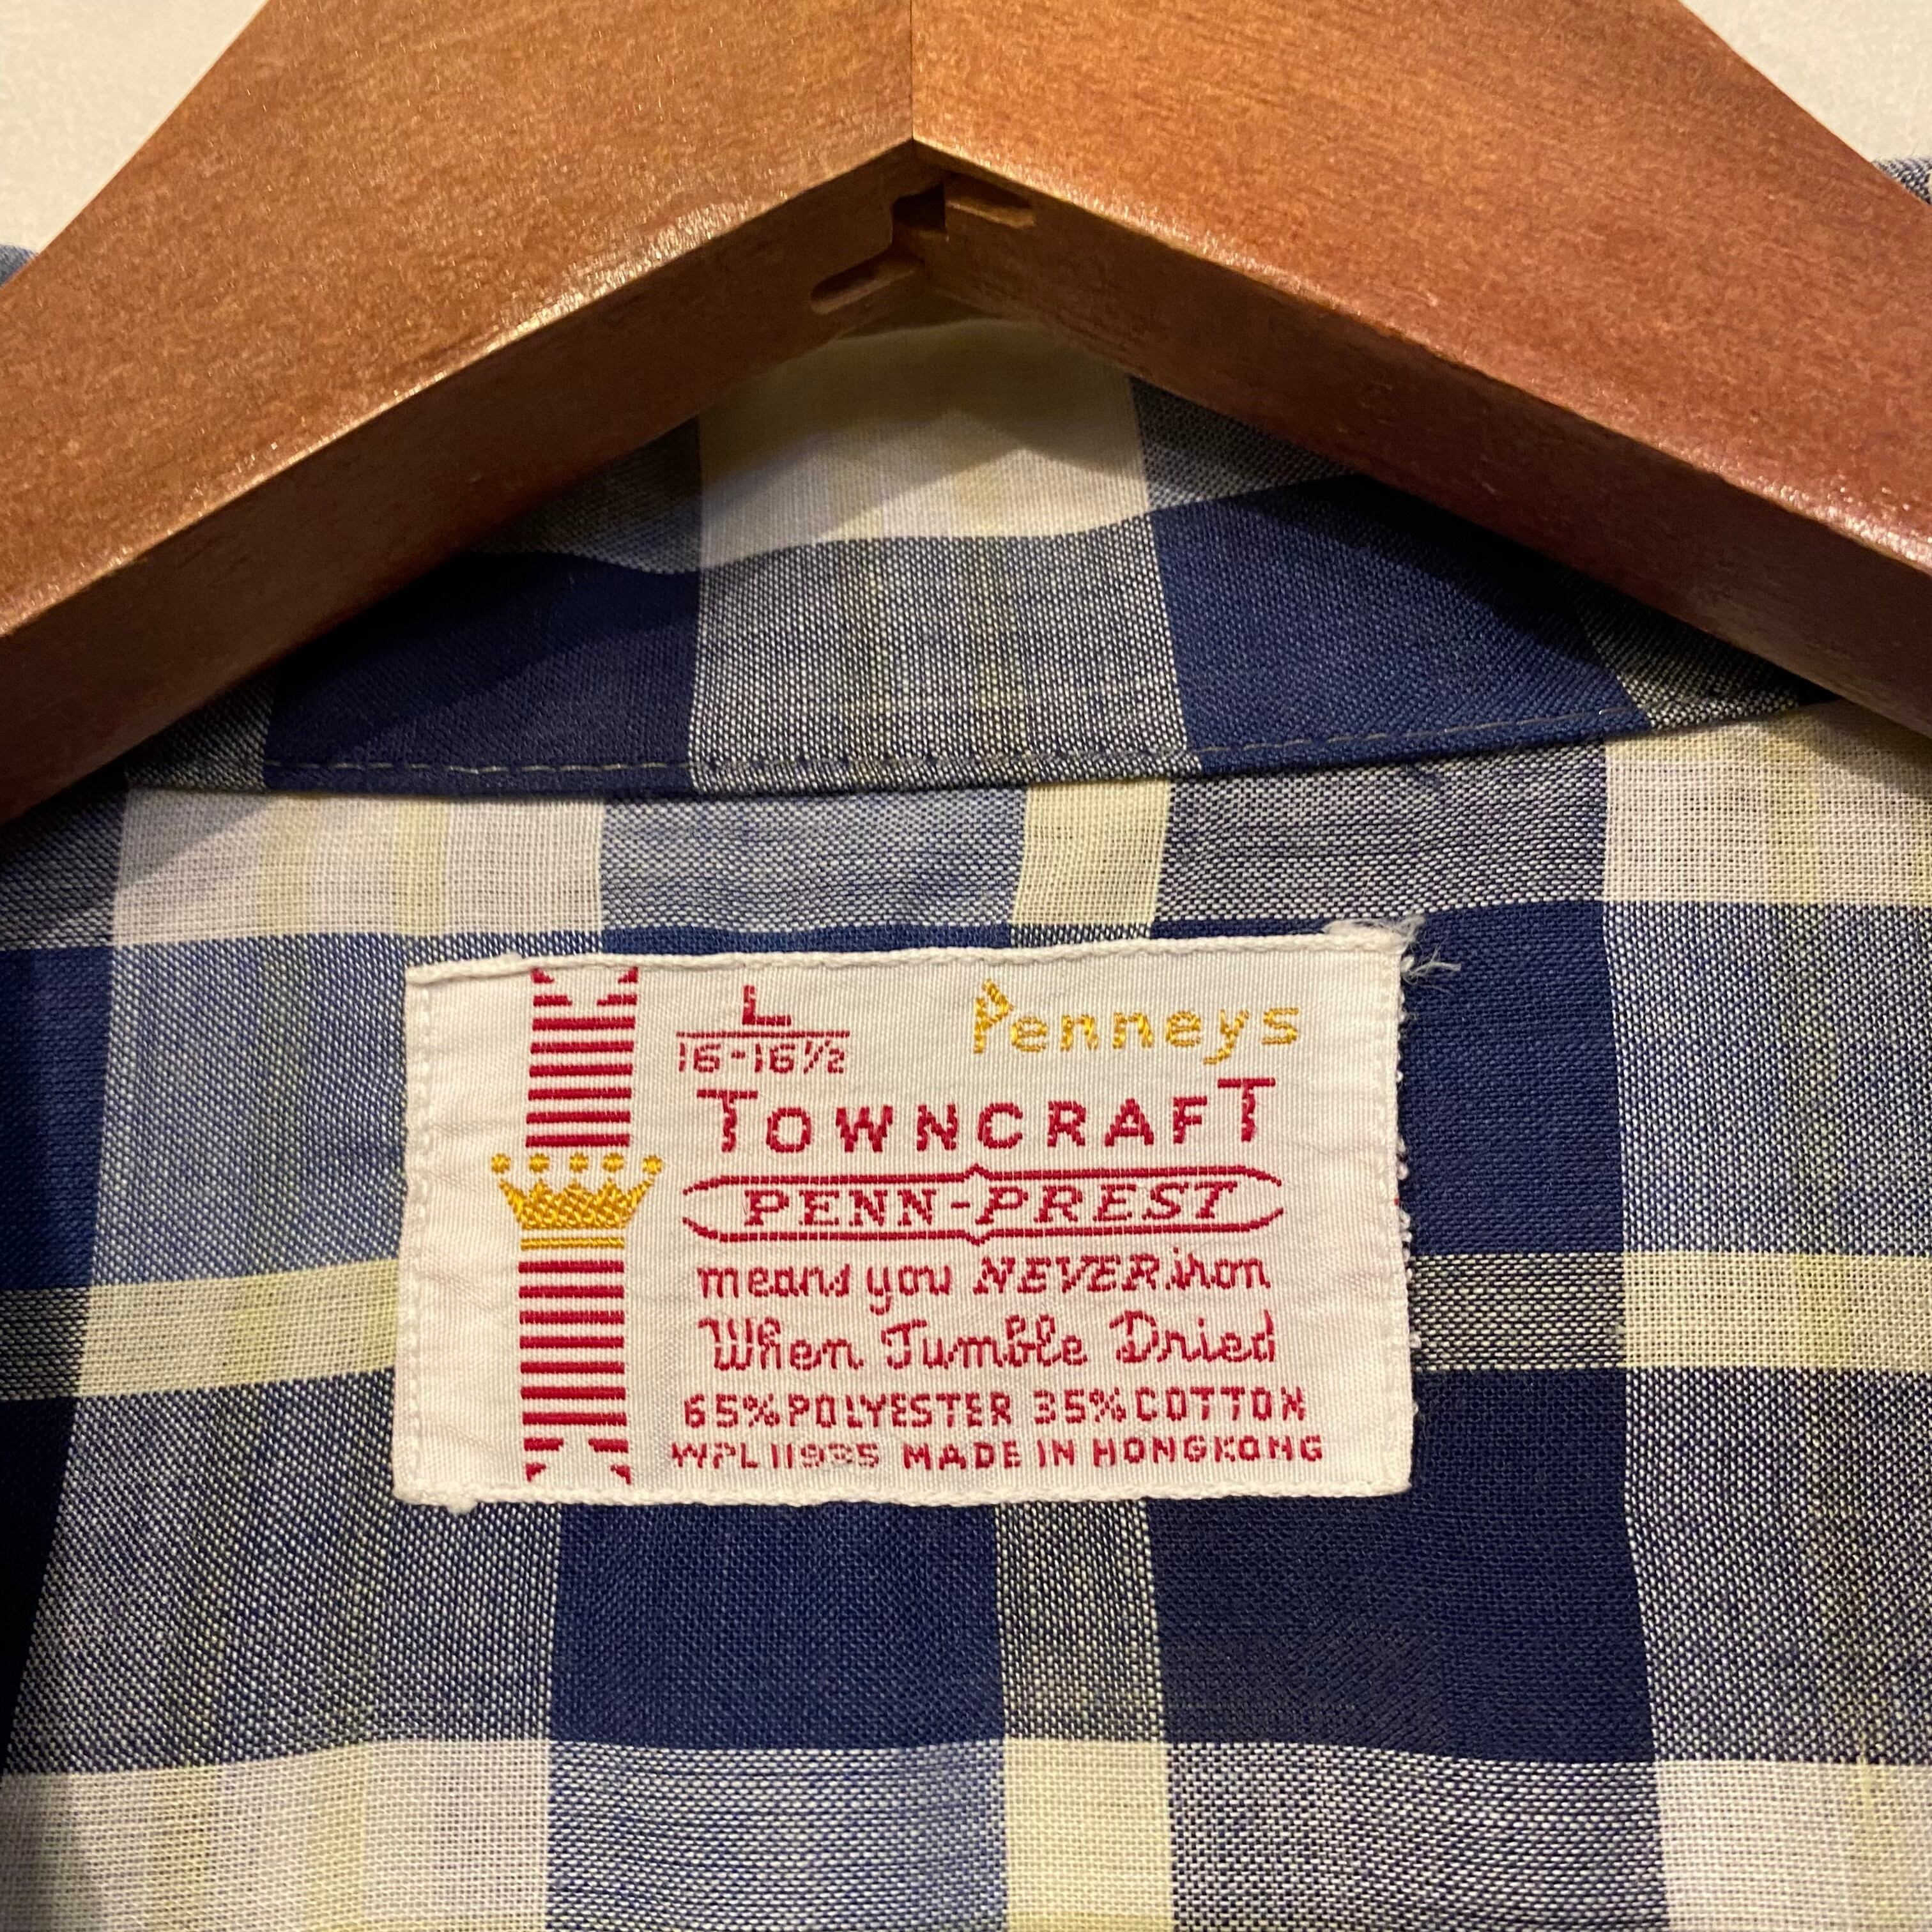 L Penneys
16-16½
TOWNCRAFT
PENN-PREST
means you NEVER iron
When Tumble Dried
65% POLYESTER 35% COTTON
WPL 11935 MADE IN HONGKONG